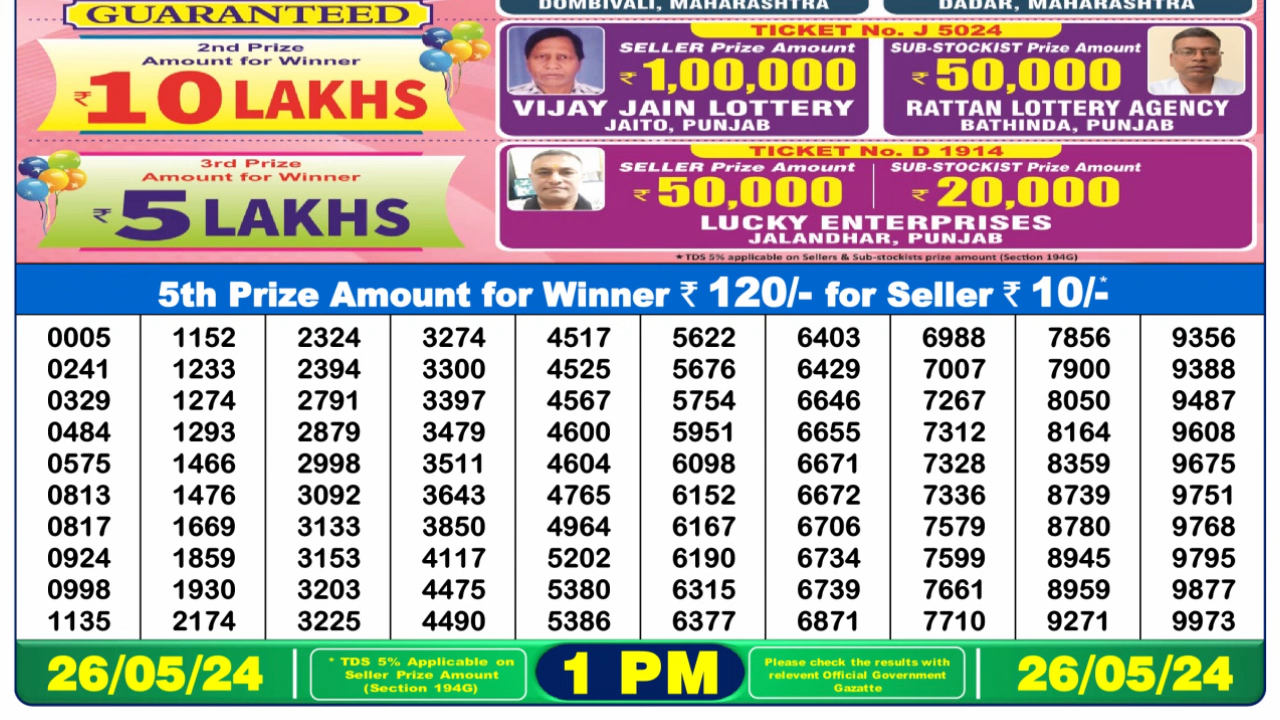 GUARANTEED
DOMBIVALI, MAHARASHTRA
DADAR, MAHARASHTRA
2nd Prize
Amount for Winner
₹10 LAKHS
TICKET No. J 5024
SELLER Prize Amount
₹1,00,000
SUB-STOCKIST Prize Amount
₹50,000
VIJAY JAIN LOTTERY
JAITO, PUNJAB
RATTAN LOTTERY AGENCY
BATHINDA, PUNJAB
3rd Prize
Amount for Winner
₹5 LAKHS
TICKET No. D 1914
SELLER Prize Amount
₹50,000
SUB-STOCKIST Prize Amount
₹20,000
LUCKY ENTERPRISES
JALANDHAR, PUNJAB
*TDS 5% applicable on Sellers & Sub-stockists prize amount (Section 194G)
5th Prize Amount for Winner ₹ 120/- for Seller ₹ 10/-*
0005 1152 2324 3274 4517 5622 6403 6988 7856 9356
0241 1233 2394 3300 4525 5676 6429 7007 7900 9388
0329 1274 2791 3397 4567 5754 6646 7267 8050 9487
0484 1293 2879 3479 4600 5951 6655 7312 8164 9608
0575 1466 2998 3511 4604 6098 6671 7328 8359 9675
0813 1476 3092 3643 4765 6152 6672 7336 8739 9751
0817 1669 3133 3850 4964 6167 6706 7579 8780 9768
0924 1859 3153 4117 5202 6190 6734 7599 8945 9795
0998 1930 3203 4475 5380 6315 6739 7661 8959 9877
1135 2174 3225 4490 5386 6377 6871 7710 9271 9973
26/05/24
* TDS 5% Applicable on
Seller Prize Amount
(Section 194G)
1 PM
Please check the results with
relevent Official Government
Gazatte
26/05/24